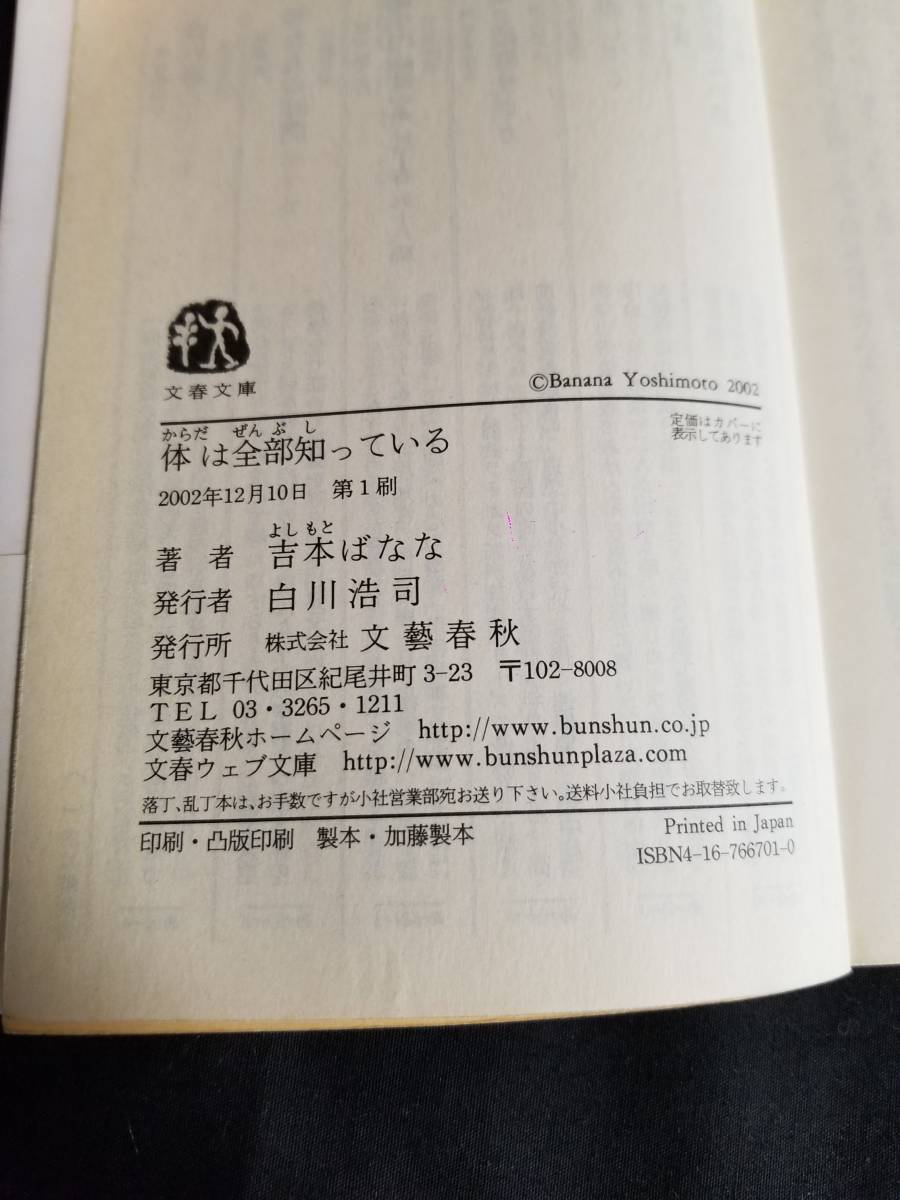 文春文庫
©Banana Yoshimoto 2002
定価はカバーに
表示してあります
からだ ぜんぶし
体は全部知っている
2002年12月10日 第1刷
よしもと
著者 吉本ばなな
発行者 白川浩司
発行所 株式会社 文藝春秋
東京都千代田区紀尾井町3-23 〒102-8008
TEL 03・3265・1211
文藝春秋ホームページ http://www.bunshun.co.jp
文春ウェブ文庫 http://www.bunshunplaza.com
落丁、乱丁本は、お手数ですが小社営業部宛お送り下さい。送料小社負担でお取替致します。
印刷・凸版印刷 製本・加藤製本
Printed in Japan
ISBN4-16-766701-0